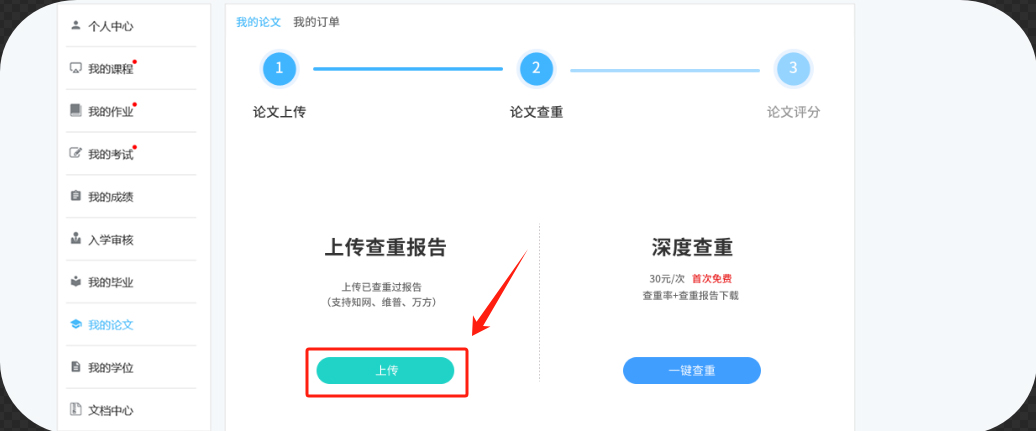 个人中心
我的课程
我的作业
我的考试
我的成绩
入学审核
我的毕业
我的论文
我的学位
文档中心
我的论文 我的订单
1 2 3
论文上传 论文查重 论文评分
上传查重报告
上传已查重过报告
（支持知网、维普、万方）
上传
深度查重
30元/次 首次免费
查重率+查重报告下载
一键查重